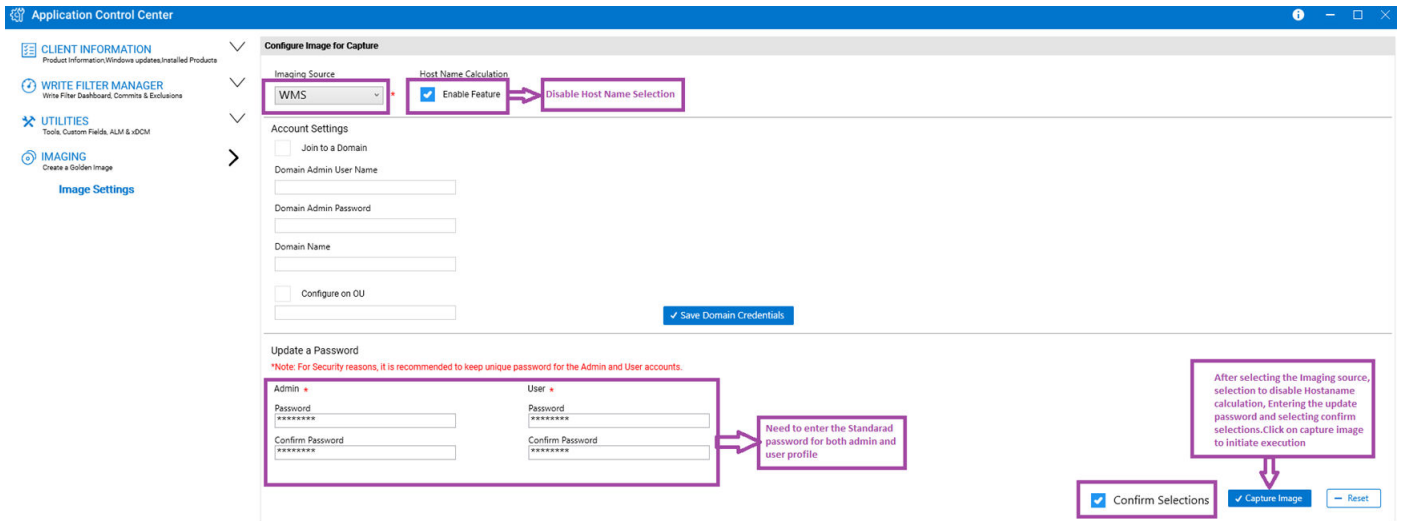 Application Control Center
CLIENT INFORMATION
Product Information,Windows updates,Installed Products
WRITE FILTER MANAGER
Write Filter Dashboard, Commits & Exclusions
UTILITIES
Tools, Custom Fields, ALM & xDCM
IMAGING
Create a Golden Image
Image Settings
Configure Image for Capture
Imaging Source
Host Name Calculation
WMS
*
Enable Feature
Disable Host Name Selection
Account Settings
Join to a Domain
Domain Admin User Name
Domain Admin Password
Domain Name
Configure on OU
✓ Save Domain Credentials
Update a Password
*Note: For Security reasons, it is recommended to keep unique password for the Admin and User accounts.
Admin *
User *
Password
Password
********
********
Confirm Password
Confirm Password
********
********
Need to enter the Standarad
password for both admin and
user profile
After selecting the Imaging source,
selection to disable Hostaname
calculation, Entering the update
password and selecting confirm
selections.Click on capture image
to initiate execution
Confirm Selections
✓ Capture Image
Reset